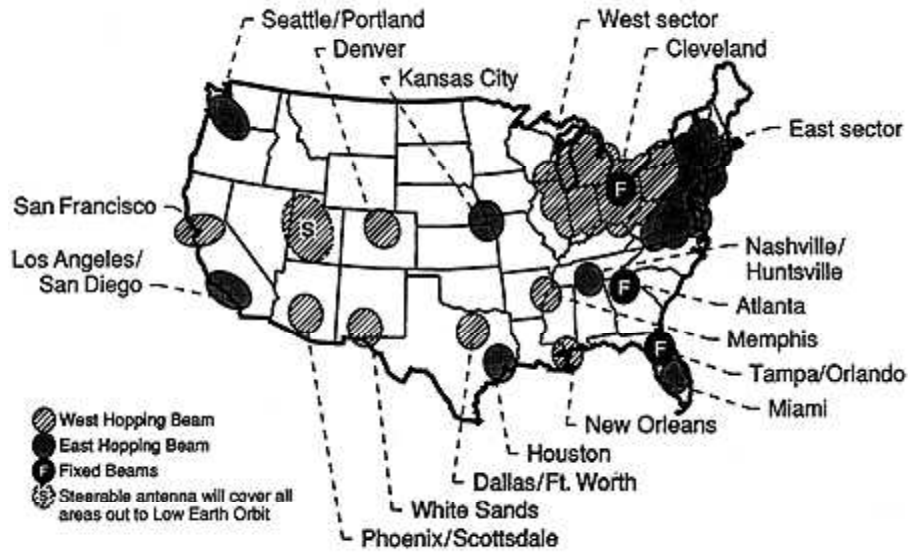 Seattle/Portland
West sector
Denver
Cleveland
Kansas City
East sector
F
San Francisco
S
Los Angeles/
San Diego
Nashville/
Huntsville
F
Atlanta
Memphis
F
Tampa/Orlando
Miami
New Orleans
Houston
Dallas/Ft. Worth
White Sands
Phoenix/Scottsdale
West Hopping Beam
East Hopping Beam
F Fixed Beams
S Steerable antenna will cover all
areas out to Low Earth Orbit